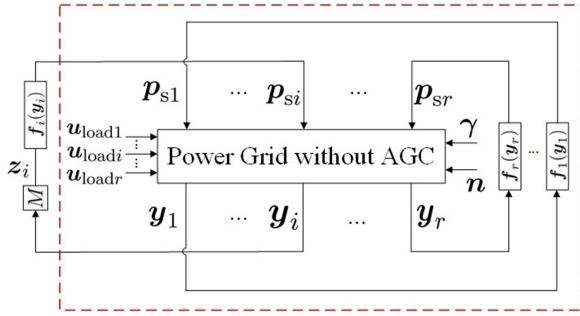 p_s1 ... p_si ... p_sr
f_i(y_i)
u_load1
u_loadi
u_loadr
Power Grid without AGC
γ
n
f_r(y_r) ... f_1(y_1)
z_i
M
y_1 ... y_i ... y_r